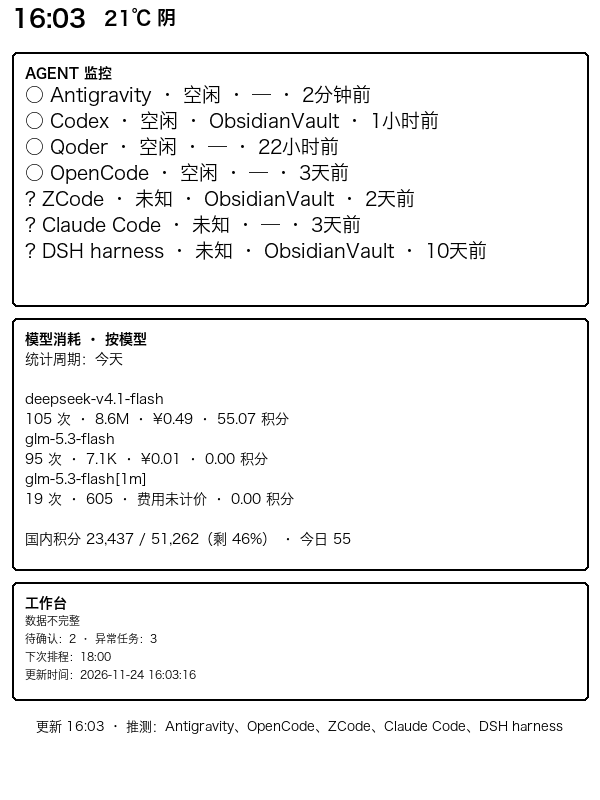 16:03 21℃ 阴
AGENT 监控
○ Antigravity · 空闲 · — · 2分钟前
○ Codex · 空闲 · ObsidianVault · 1小时前
○ Qoder · 空闲 · — · 22小时前
○ OpenCode · 空闲 · — · 3天前
? ZCode · 未知 · ObsidianVault · 2天前
? Claude Code · 未知 · — · 3天前
? DSH harness · 未知 · ObsidianVault · 10天前
模型消耗 · 按模型
统计周期：今天
deepseek-v4.1-flash
105 次 · 8.6M · ¥0.49 · 55.07 积分
glm-5.3-flash
95 次 · 7.1K · ¥0.01 · 0.00 积分
glm-5.3-flash[1m]
19 次 · 605 · 费用未计价 · 0.00 积分
国内积分 23,437 / 51,262（剩 46%） · 今日 55
工作台
数据不完整
待确认：2 · 异常任务：3
下次排程：18:00
更新时间：2026-11-24 16:03:16
更新 16:03 · 推测：Antigravity、OpenCode、ZCode、Claude Code、DSH harness